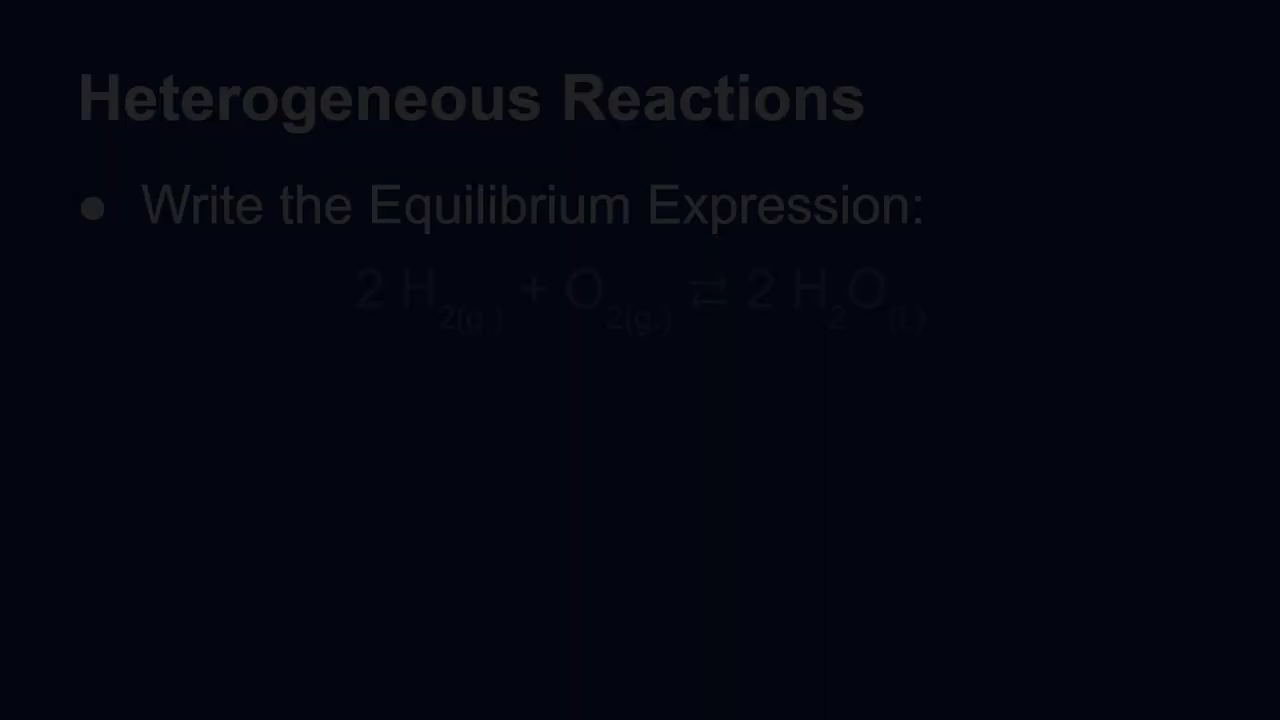 Heterogeneous Reactions
● Write the Equilibrium Expression:
2 H2(g.) + O2(g.) ⇄ 2 H2O(l.)